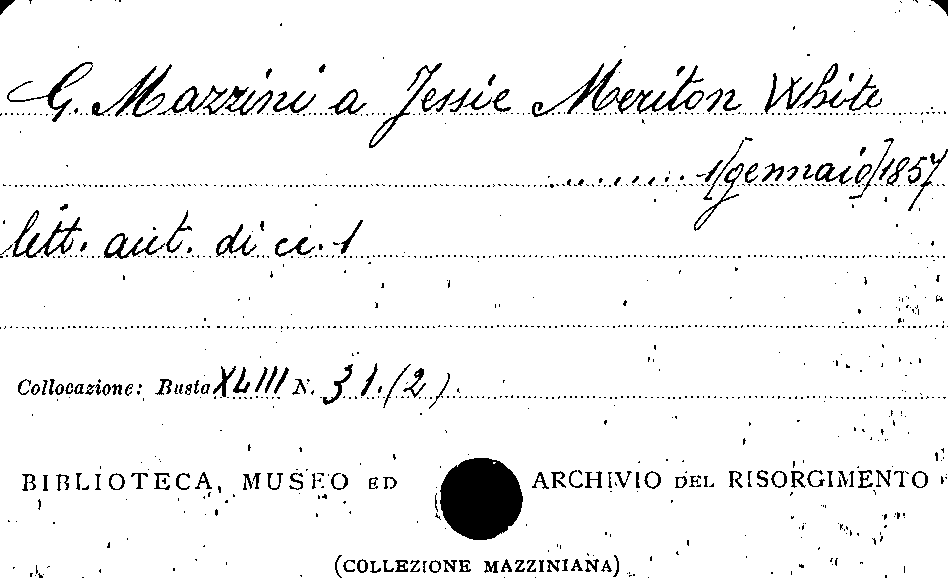 G. Mazzini a Jessie Meriton White
......... 1[gennaio]1857
lett. aut. di cc. 1
Collocazione: Busta XLIII N. 31.(2).
BIBLIOTECA, MUSEO ED ARCHIVIO DEL RISORGIMENTO
(COLLEZIONE MAZZINIANA)